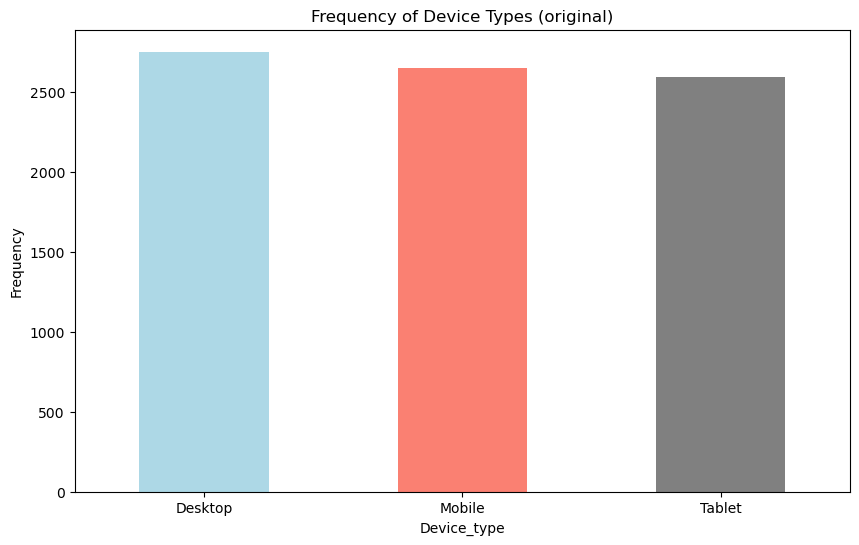 Frequency of Device Types (original)
Frequency
2500
2000
1500
1000
500
0
Desktop Mobile Tablet
Device_type